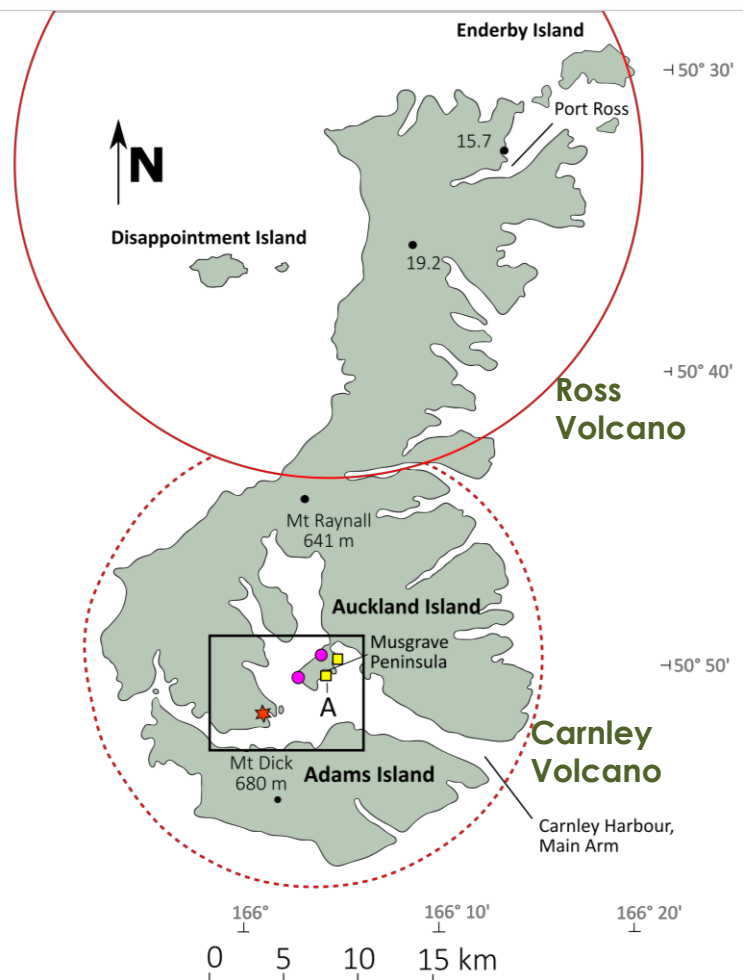 Enderby Island
50° 30'
Port Ross
15.7
N
Disappointment Island
19.2
50° 40'
Ross
Volcano
Mt Raynall
641 m
Auckland Island
Musgrave
Peninsula
50° 50'
A
Carnley
Volcano
Mt Dick
680 m
Adams Island
Carnley Harbour,
Main Arm
166°
166° 10'
166° 20'
0 5 10 15 km